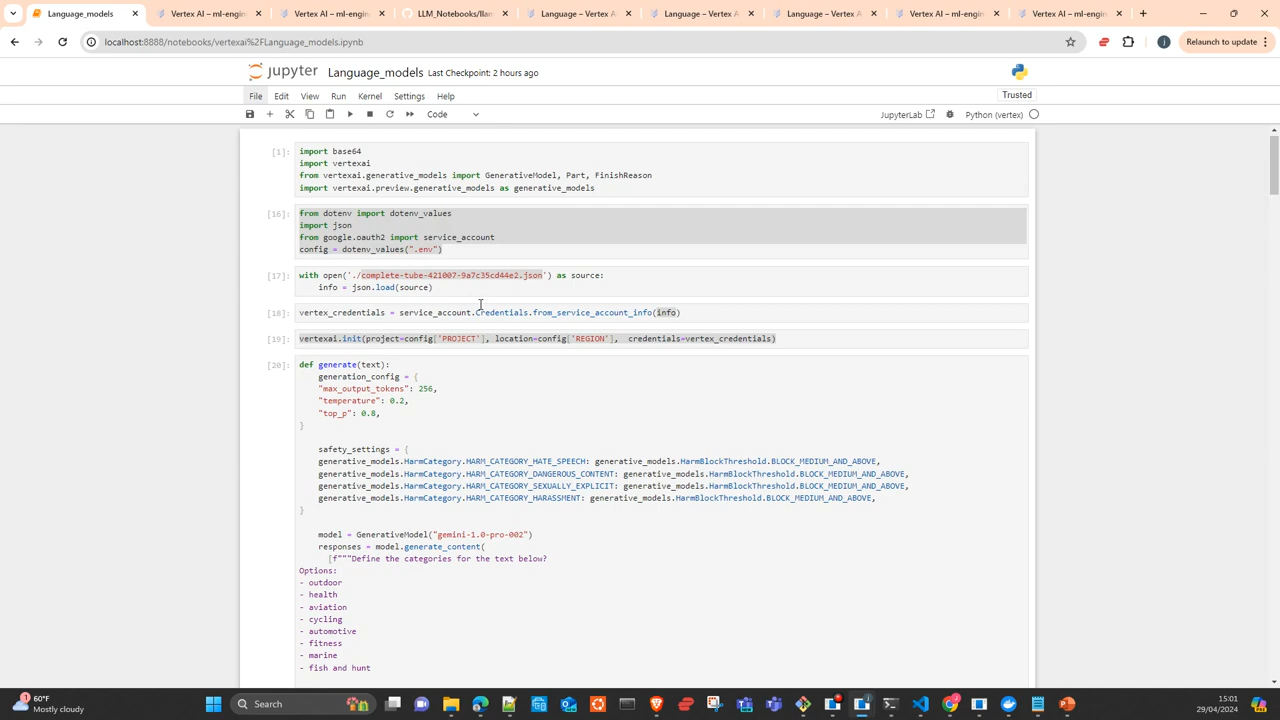 Language_models
Vertex AI – ml-engin
Vertex AI – ml-engin
LLM_Notebooks/llan
Language – Vertex A
Language – Vertex A
Language – Vertex A
Vertex AI – ml-engin
Vertex AI – ml-engin
localhost:8888/notebooks/vertexai%2FLanguage_models.ipynb
Relaunch to update
jupyter Language_models Last Checkpoint: 2 hours ago
File Edit View Run Kernel Settings Help
Trusted
Code
JupyterLab
Python (vertex)
[1]:
import base64
import vertexai
from vertexai.generative_models import GenerativeModel, Part, FinishReason
import vertexai.preview.generative_models as generative_models
[16]:
from dotenv import dotenv_values
import json
from google.oauth2 import service_account
config = dotenv_values(".env")
[17]:
with open('./complete-tube-421007-9a7c35cd44e2.json') as source:
info = json.load(source)
[18]:
vertex_credentials = service_account.Credentials.from_service_account_info(info)
[19]:
vertexai.init(project=config['PROJECT'], location=config['REGION'],  credentials=vertex_credentials)
[20]:
def generate(text):
generation_config = {
"max_output_tokens": 256,
"temperature": 0.2,
"top_p": 0.8,
}
safety_settings = {
generative_models.HarmCategory.HARM_CATEGORY_HATE_SPEECH: generative_models.HarmBlockThreshold.BLOCK_MEDIUM_AND_ABOVE,
generative_models.HarmCategory.HARM_CATEGORY_DANGEROUS_CONTENT: generative_models.HarmBlockThreshold.BLOCK_MEDIUM_AND_ABOVE,
generative_models.HarmCategory.HARM_CATEGORY_SEXUALLY_EXPLICIT: generative_models.HarmBlockThreshold.BLOCK_MEDIUM_AND_ABOVE,
generative_models.HarmCategory.HARM_CATEGORY_HARASSMENT: generative_models.HarmBlockThreshold.BLOCK_MEDIUM_AND_ABOVE,
}
model = GenerativeModel("gemini-1.0-pro-002")
responses = model.generate_content(
[f"""Define the categories for the text below?
Options:
- outdoor
- health
- aviation
- cycling
- automotive
- fitness
- marine
- fish and hunt
60°F
Mostly cloudy
Search
15:01
29/04/2024